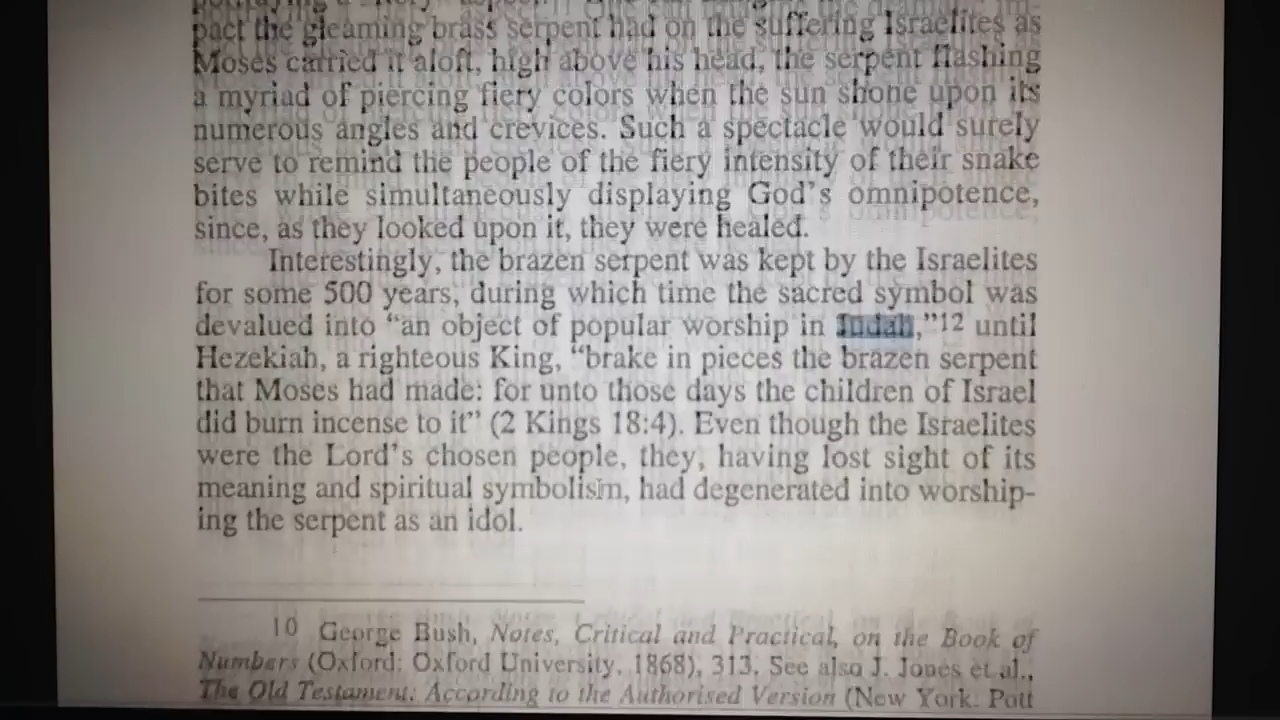 pact the gleaming brass serpent had on the suffering Israelites as
Moses carried it aloft, high above his head, the serpent flashing
a myriad of piercing fiery colors when the sun shone upon its
numerous angles and crevices. Such a spectacle would surely
serve to remind the people of the fiery intensity of their snake
bites while simultaneously displaying God's omnipotence,
since, as they looked upon it, they were healed.
Interestingly, the brazen serpent was kept by the Israelites
for some 500 years, during which time the sacred symbol was
devalued into "an object of popular worship in Judah,"12 until
Hezekiah, a righteous King, "brake in pieces the brazen serpent
that Moses had made: for unto those days the children of Israel
did burn incense to it" (2 Kings 18:4). Even though the Israelites
were the Lord's chosen people, they, having lost sight of its
meaning and spiritual symbolism, had degenerated into worship-
ing the serpent as an idol.
10 George Bush, Notes, Critical and Practical, on the Book of
Numbers (Oxford: Oxford University, 1868), 313. See also J. Jones et al.,
The Old Testament: According to the Authorised Version (New York: Pott